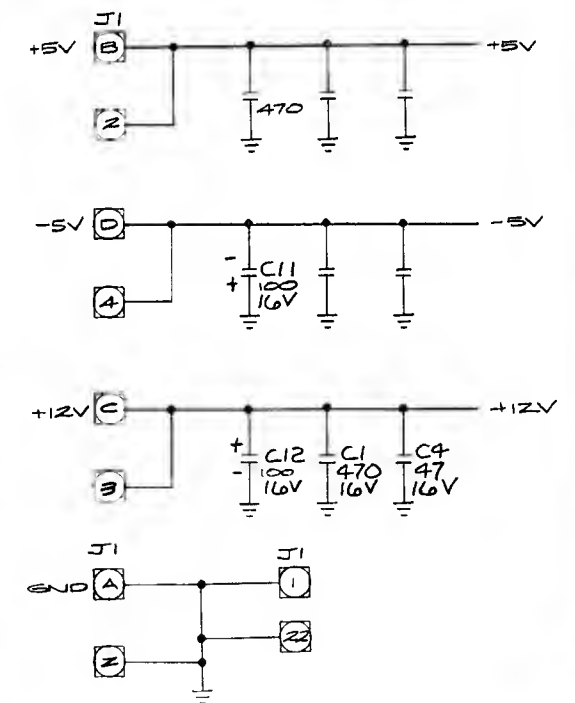 J1
+5V B +5V
2
470
-5V D -5V
-
+ C11
100
16V
4
+12V C +12V
+ C12 C1 C4
- 100 470 47
16V 16V 16V
3
J1 J1
GND A 1
22
Z